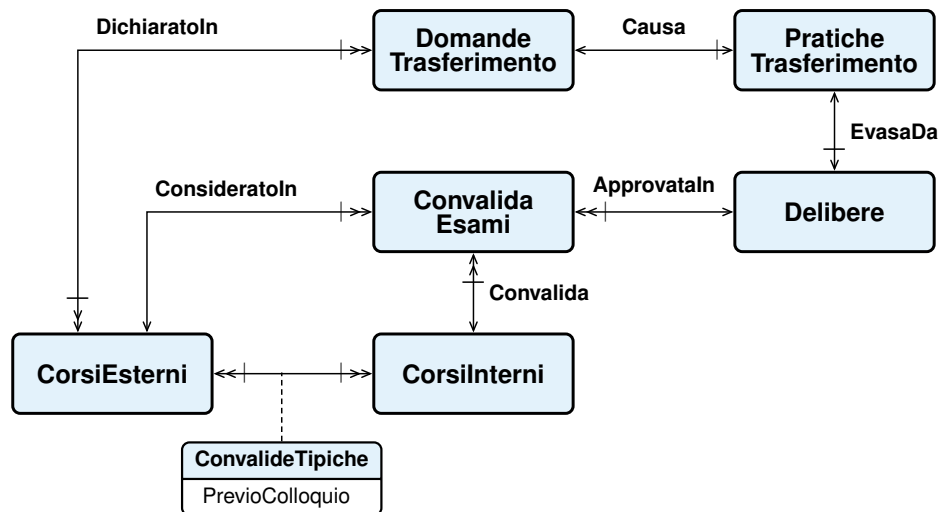 DichiaratoIn
Domande
Trasferimento
Causa
Pratiche
Trasferimento
EvasaDa
ConsideratoIn
Convalida
Esami
ApprovataIn
Delibere
Convalida
CorsiEsterni
CorsiInterni
ConvalideTipiche
PrevioColloquio